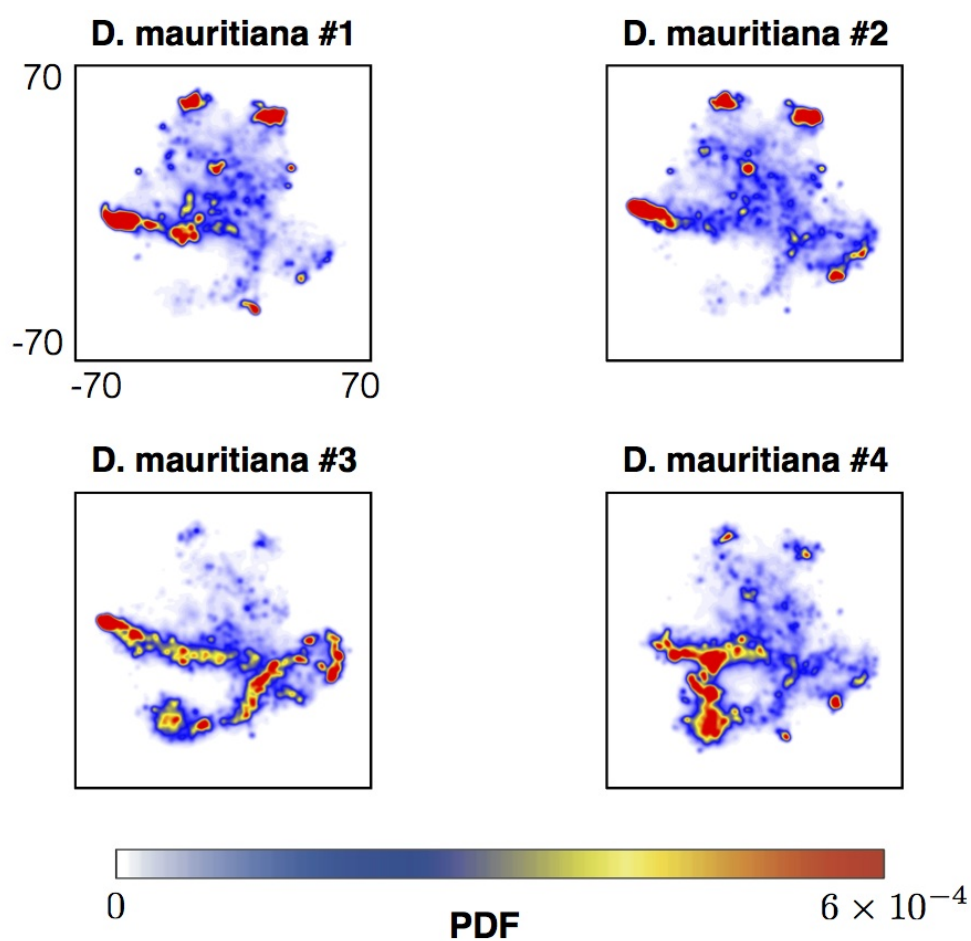 D. mauritiana #1
D. mauritiana #2
70
-70
-70 70
D. mauritiana #3
D. mauritiana #4
0
6 × 10⁻⁴
PDF